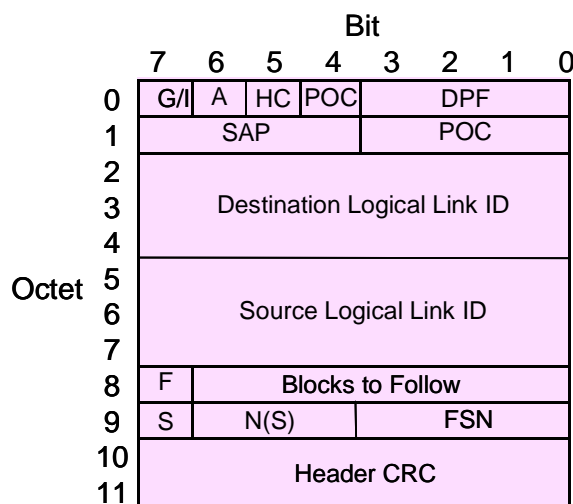 Bit
7 6 5 4 3 2 1 0
0 G/I A HC POC DPF
1 SAP POC
2
3 Destination Logical Link ID
4
5
Octet 6 Source Logical Link ID
7
8 F Blocks to Follow
9 S N(S) FSN
10
Header CRC
11